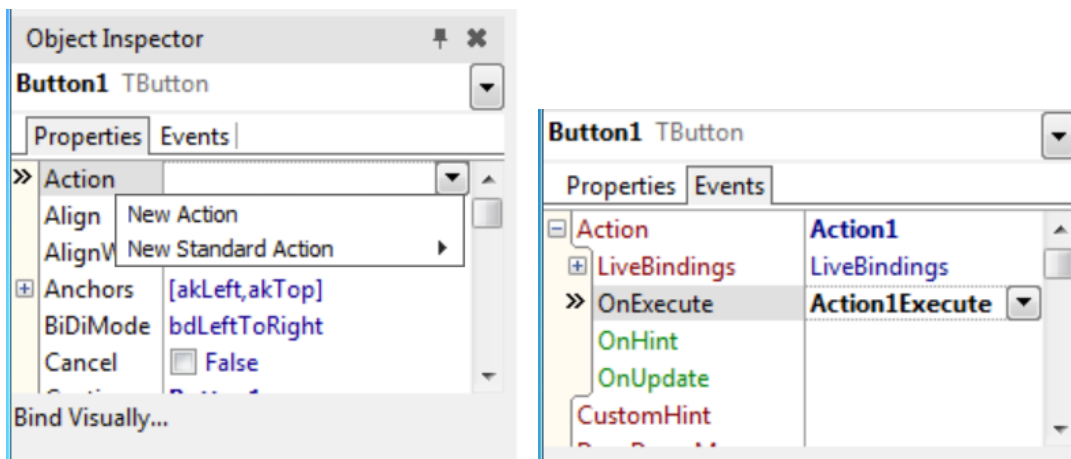 Object Inspector
Button1 TButton
Properties Events
Action
New Action
Align
New Standard Action
AlignW
Anchors [akLeft,akTop]
BiDiMode bdLeftToRight
Cancel False
Bind Visually...
Button1 TButton
Properties Events
Action Action1
LiveBindings LiveBindings
OnExecute Action1Execute
OnHint
OnUpdate
CustomHint